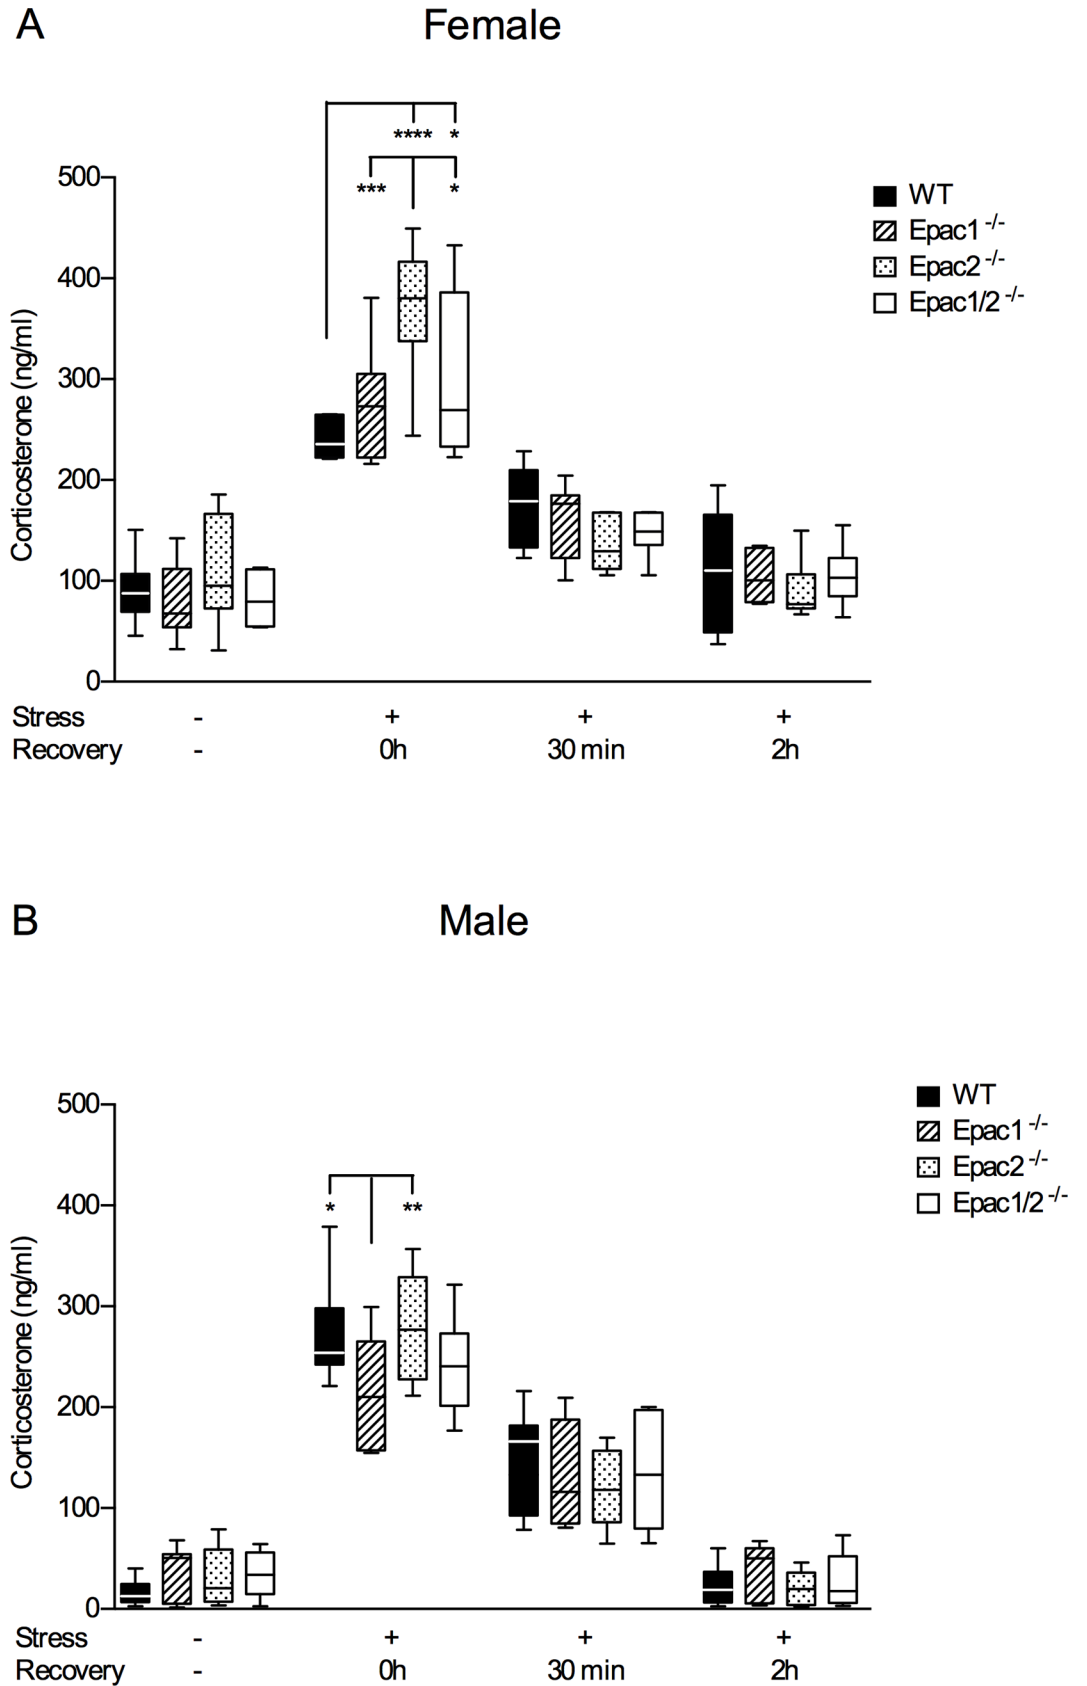 A Female
**** *
*** *
500
400
300
200
100
0
Corticosterone (ng/ml)
WT
Epac1 -/-
Epac2 -/-
Epac1/2 -/-
Stress - + + +
Recovery - 0h 30 min 2h
B Male
* **
500
400
300
200
100
0
Corticosterone (ng/ml)
WT
Epac1 -/-
Epac2 -/-
Epac1/2 -/-
Stress - + + +
Recovery - 0h 30 min 2h